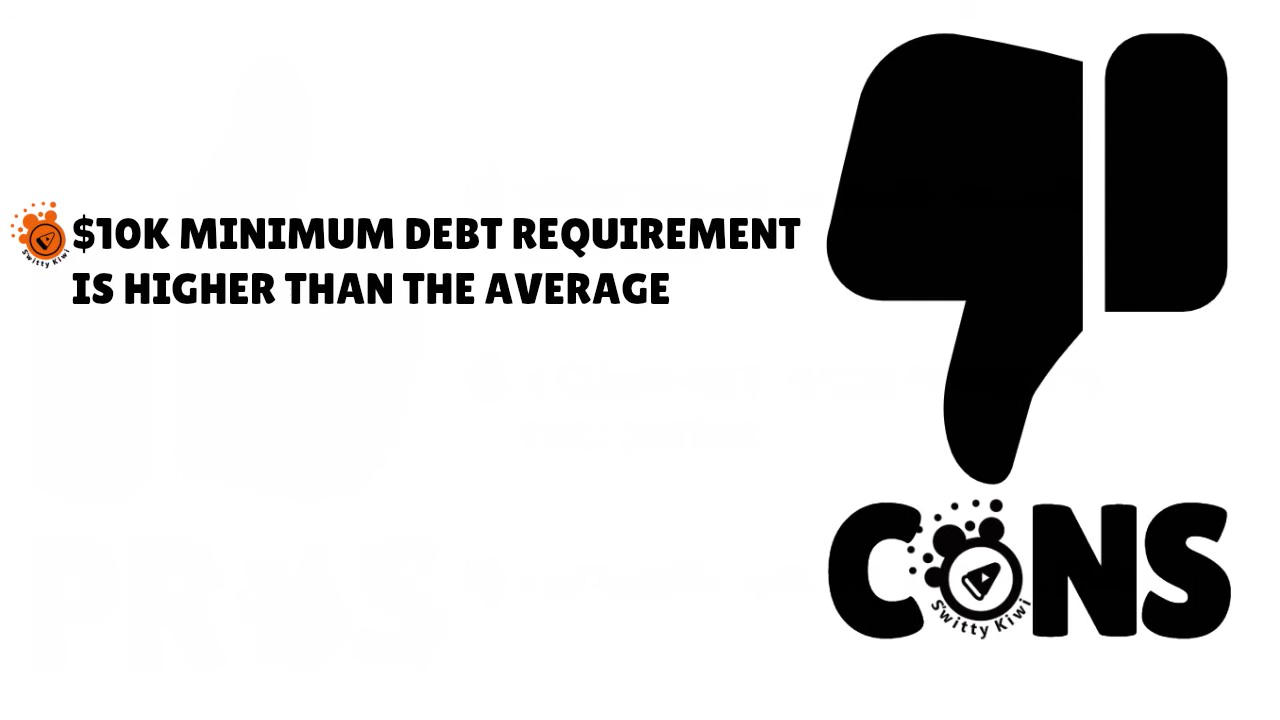 $10K MINIMUM DEBT REQUIREMENT
IS HIGHER THAN THE AVERAGE
Switty Kiwi
CONS
Switty Kiwi